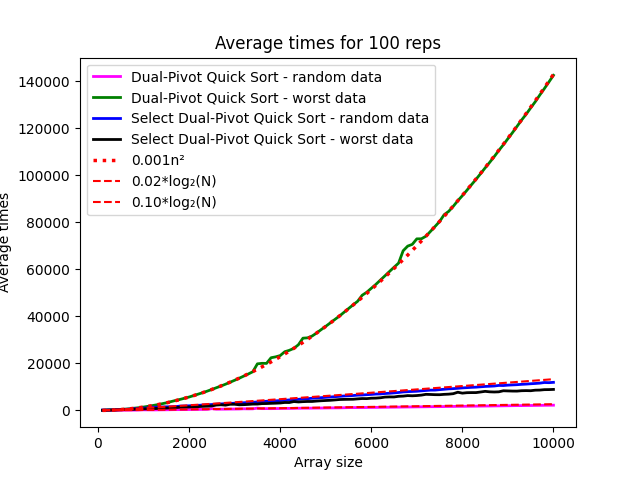 Average times for 100 reps
140000
120000
100000
80000
60000
40000
20000
0
Average times
Dual-Pivot Quick Sort - random data
Dual-Pivot Quick Sort - worst data
Select Dual-Pivot Quick Sort - random data
Select Dual-Pivot Quick Sort - worst data
0.001n²
0.02*log₂(N)
0.10*log₂(N)
0 2000 4000 6000 8000 10000
Array size